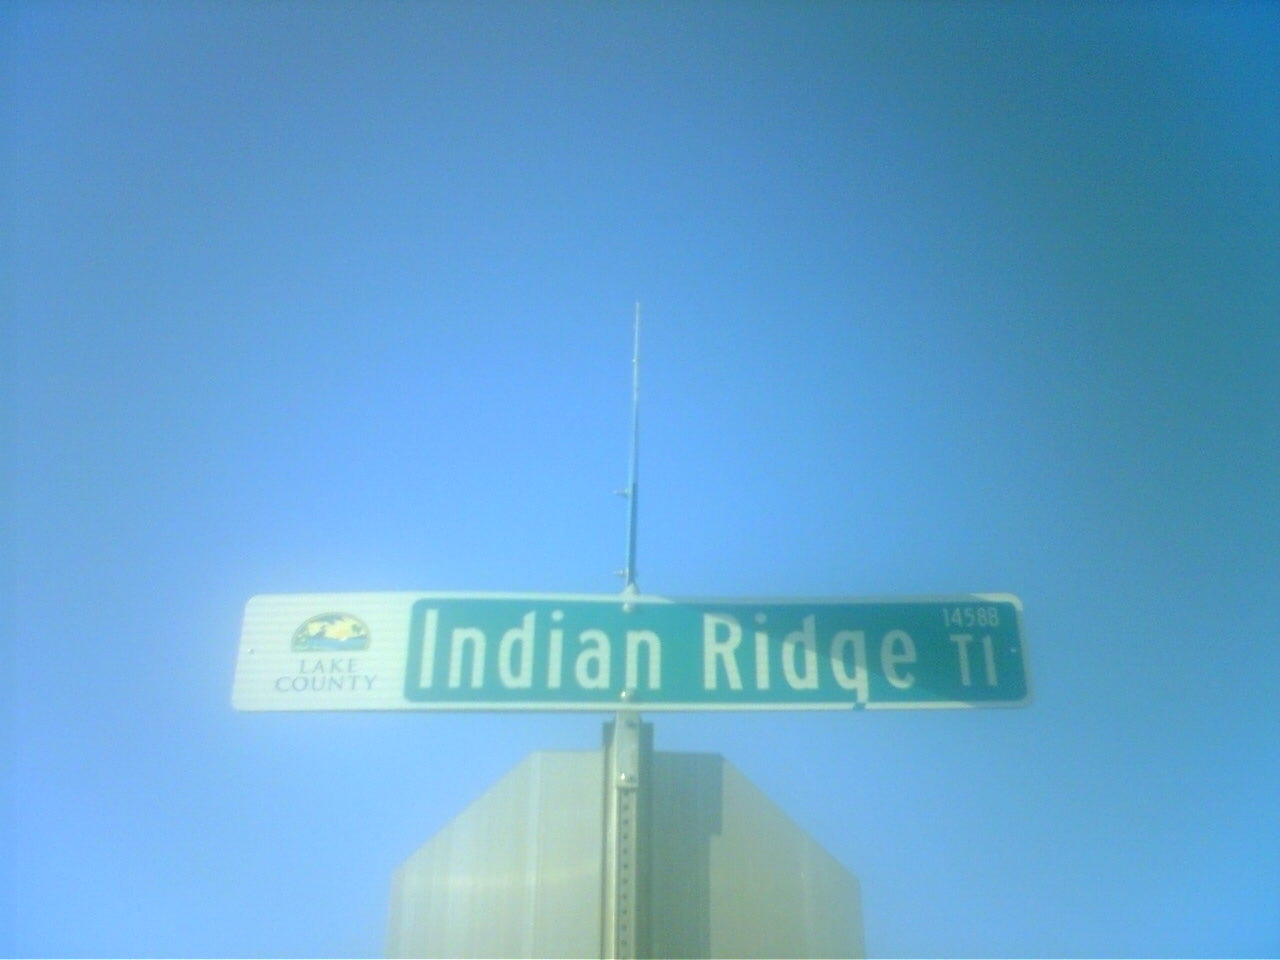 LAKE
COUNTY
Indian Ridge Tl
14588